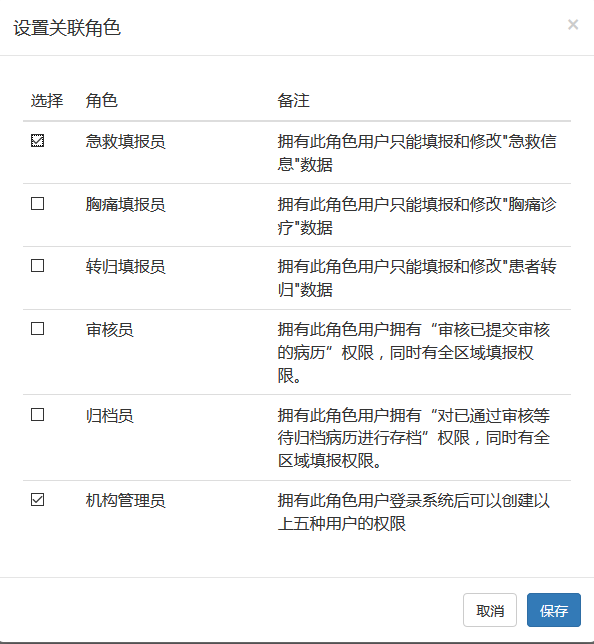 设置关联角色
×
选择 角色 备注
急救填报员 拥有此角色用户只能填报和修改"急救信
息"数据
胸痛填报员 拥有此角色用户只能填报和修改"胸痛诊
疗"数据
转归填报员 拥有此角色用户只能填报和修改"患者转
归"数据
审核员 拥有此角色用户拥有“审核已提交审核
的病历”权限，同时有全区域填报权
限。
归档员 拥有此角色用户拥有“对已通过审核等
待归档病历进行存档”权限，同时有全
区域填报权限。
机构管理员 拥有此角色用户登录系统后可以创建以
上五种用户的权限
取消 保存